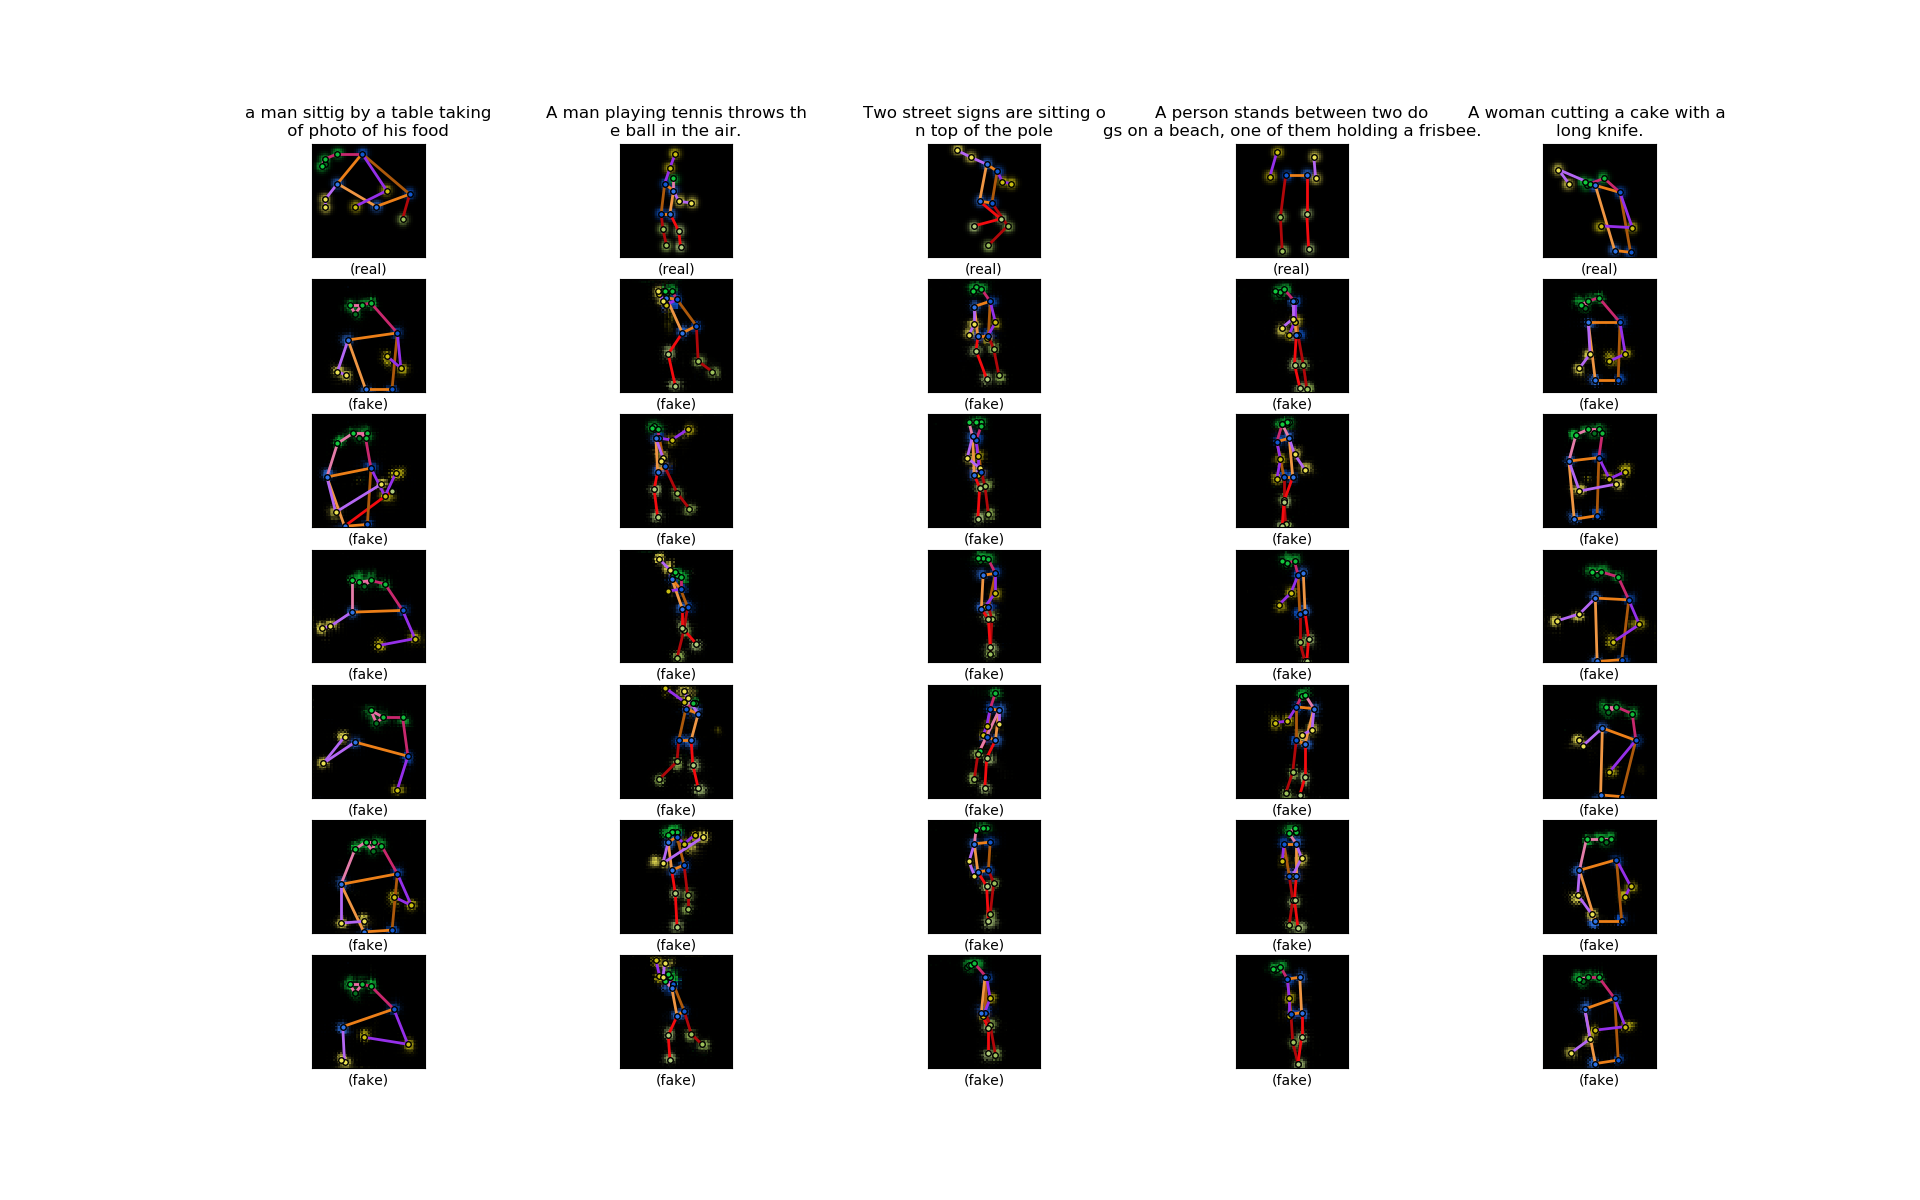 a man sittig by a table taking
of photo of his food
A man playing tennis throws th
e ball in the air.
Two street signs are sitting o
n top of the pole
A person stands between two do
gs on a beach, one of them holding a frisbee.
A woman cutting a cake with a
long knife.
(real) (real) (real) (real) (real)
(fake) (fake) (fake) (fake) (fake)
(fake) (fake) (fake) (fake) (fake)
(fake) (fake) (fake) (fake) (fake)
(fake) (fake) (fake) (fake) (fake)
(fake) (fake) (fake) (fake) (fake)
(fake) (fake) (fake) (fake) (fake)